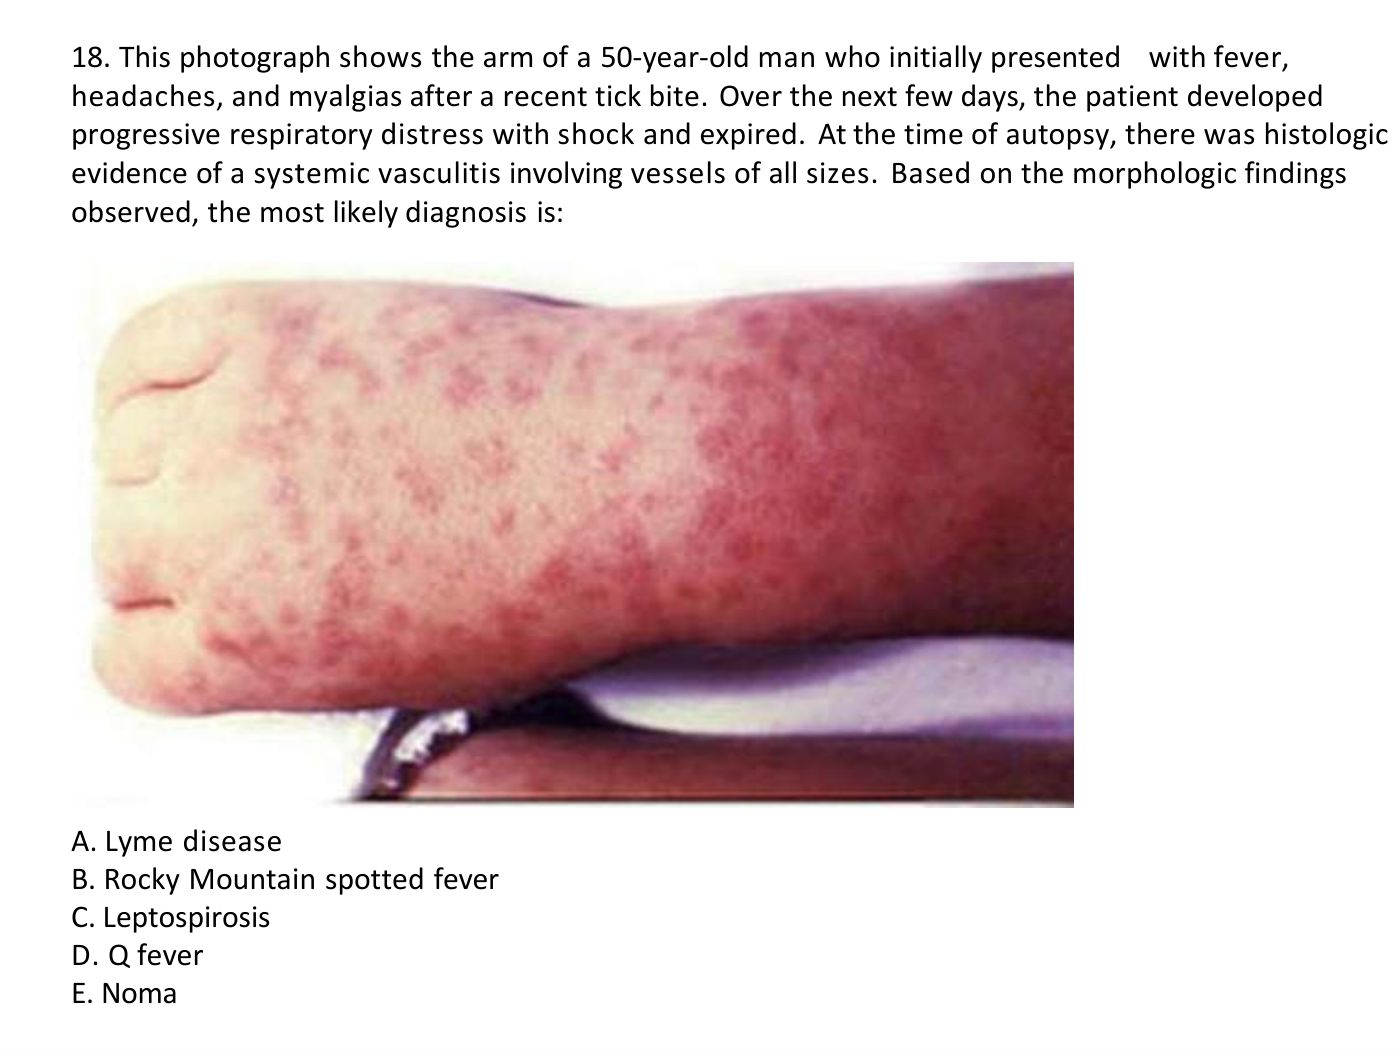 18. This photograph shows the arm of a 50-year-old man who initially presented with fever,
headaches, and myalgias after a recent tick bite. Over the next few days, the patient developed
progressive respiratory distress with shock and expired. At the time of autopsy, there was histologic
evidence of a systemic vasculitis involving vessels of all sizes. Based on the morphologic findings
observed, the most likely diagnosis is:
A. Lyme disease
B. Rocky Mountain spotted fever
C. Leptospirosis
D. Q fever
E. Noma